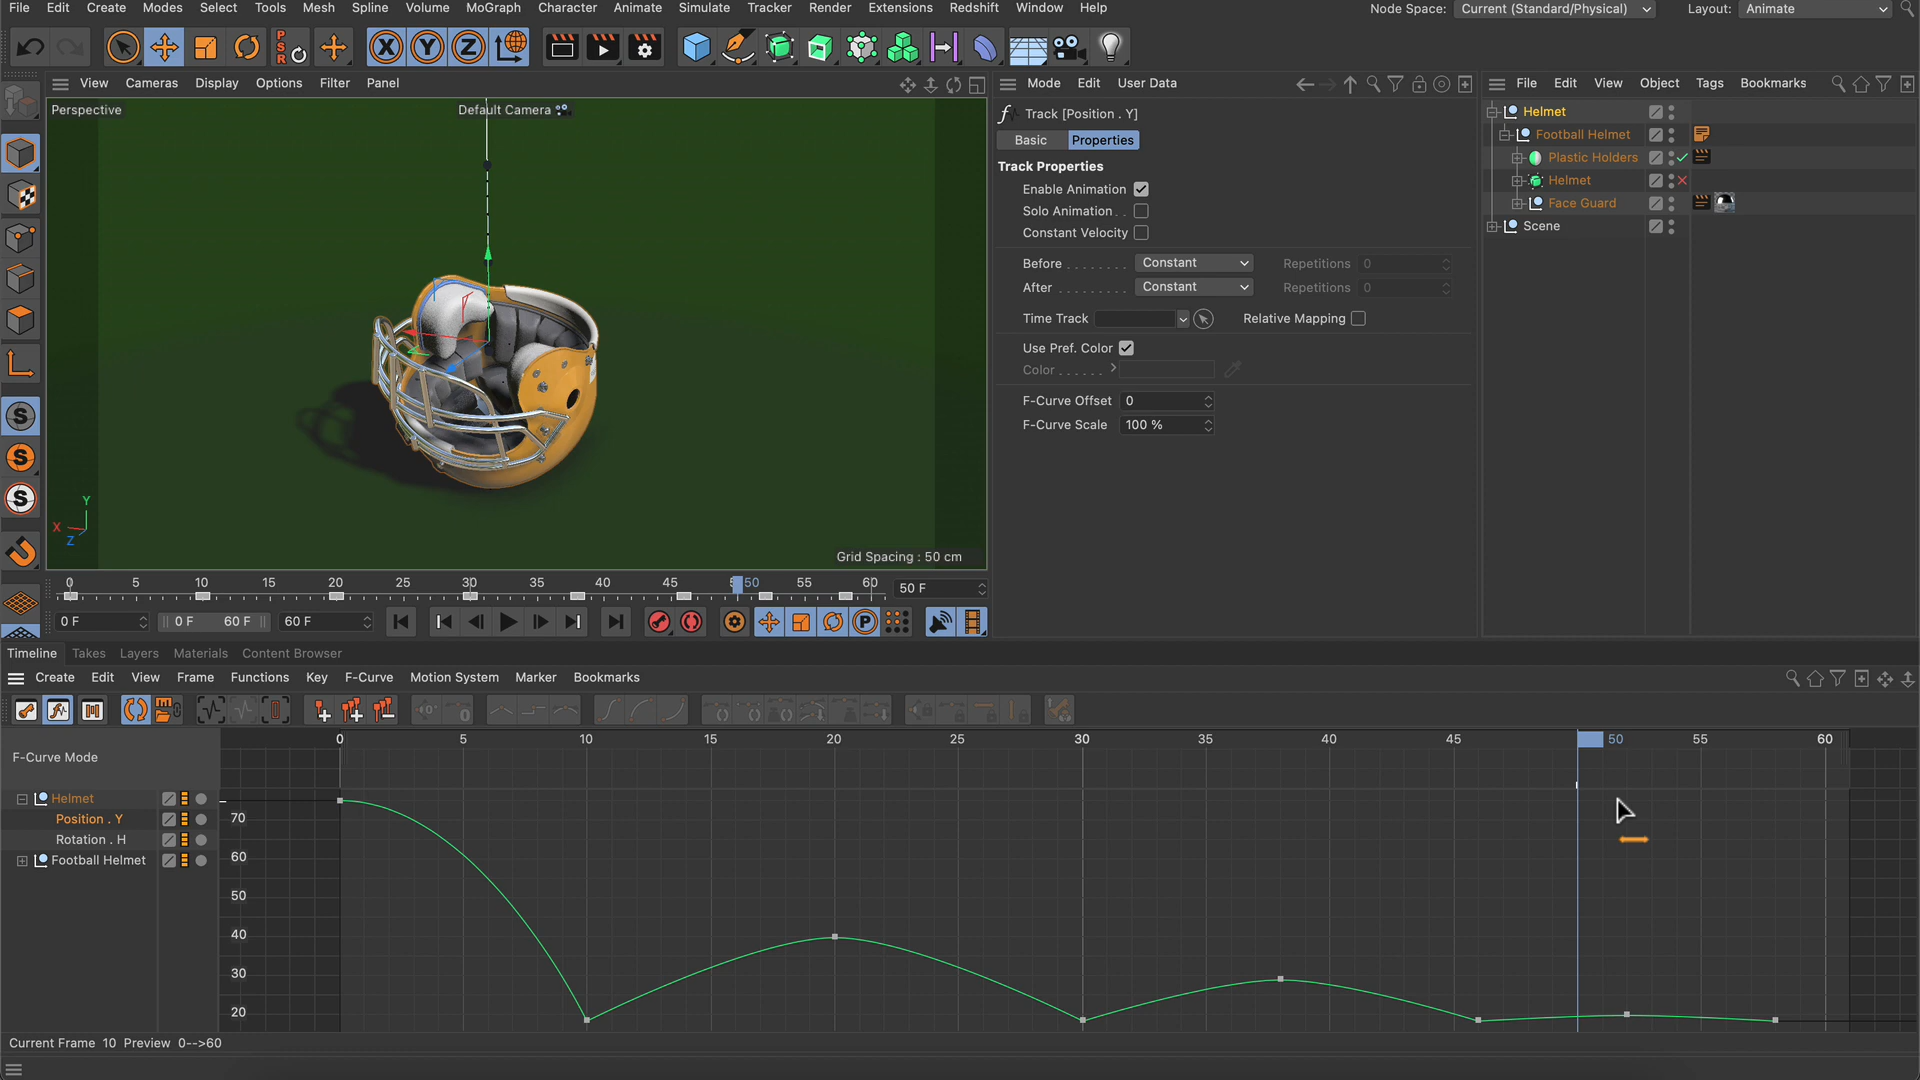 File Edit Create Modes Select Tools Mesh Spline Volume MoGraph Character Animate Simulate Tracker Render Extensions Redshift Window Help Node Space: Current (Standard/Physical) Layout: Animate
PSR X Y Z
View Cameras Display Options Filter Panel
Mode Edit User Data
File Edit View Object Tags Bookmarks
Perspective
Default Camera
Y
X
Z
Grid Spacing : 50 cm
Track [Position . Y]
Basic Properties
Track Properties
Enable Animation
Solo Animation . .
Constant Velocity
Before . . . . . . . . Constant Repetitions 0
After . . . . . . . . . Constant Repetitions 0
Time Track Relative Mapping
Use Pref. Color
Color . . . . . .
F-Curve Offset 0
F-Curve Scale 100 %
Helmet
Football Helmet
Plastic Holders
Helmet
Face Guard
Scene
S
S
S
0 5 10 15 20 25 30 35 40 45 50 55 60 50 F
0 F 0 F 60 F 60 F P
Timeline Takes Layers Materials Content Browser
Create Edit View Frame Functions Key F-Curve Motion System Marker Bookmarks
0 5 10 15 20 25 30 35 40 45 50 55 60
F-Curve Mode
Helmet
Position . Y
Rotation . H
Football Helmet
70
60
50
40
30
20
Current Frame 10 Preview 0-->60